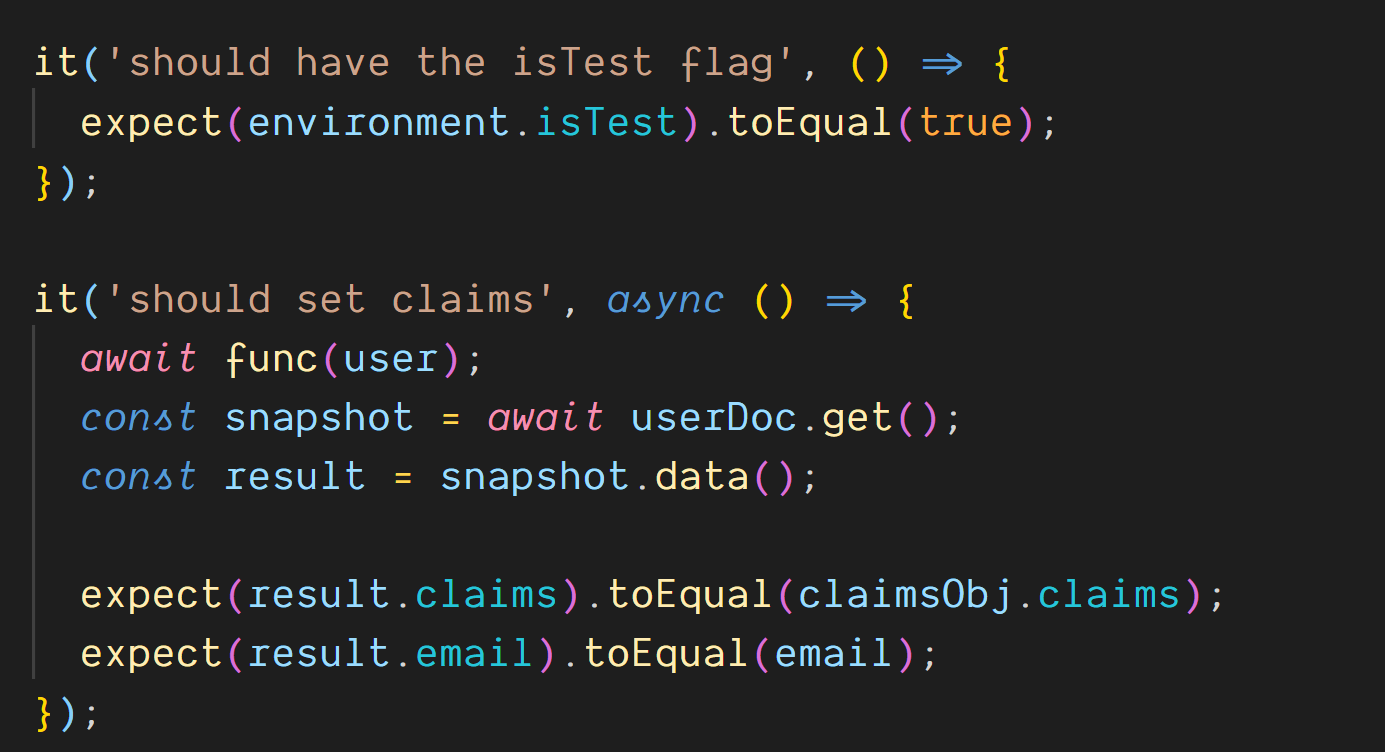 it('should have the isTest flag', () => {
  expect(environment.isTest).toEqual(true);
});

it('should set claims', async () => {
  await func(user);
  const snapshot = await userDoc.get();
  const result = snapshot.data();

  expect(result.claims).toEqual(claimsObj.claims);
  expect(result.email).toEqual(email);
});